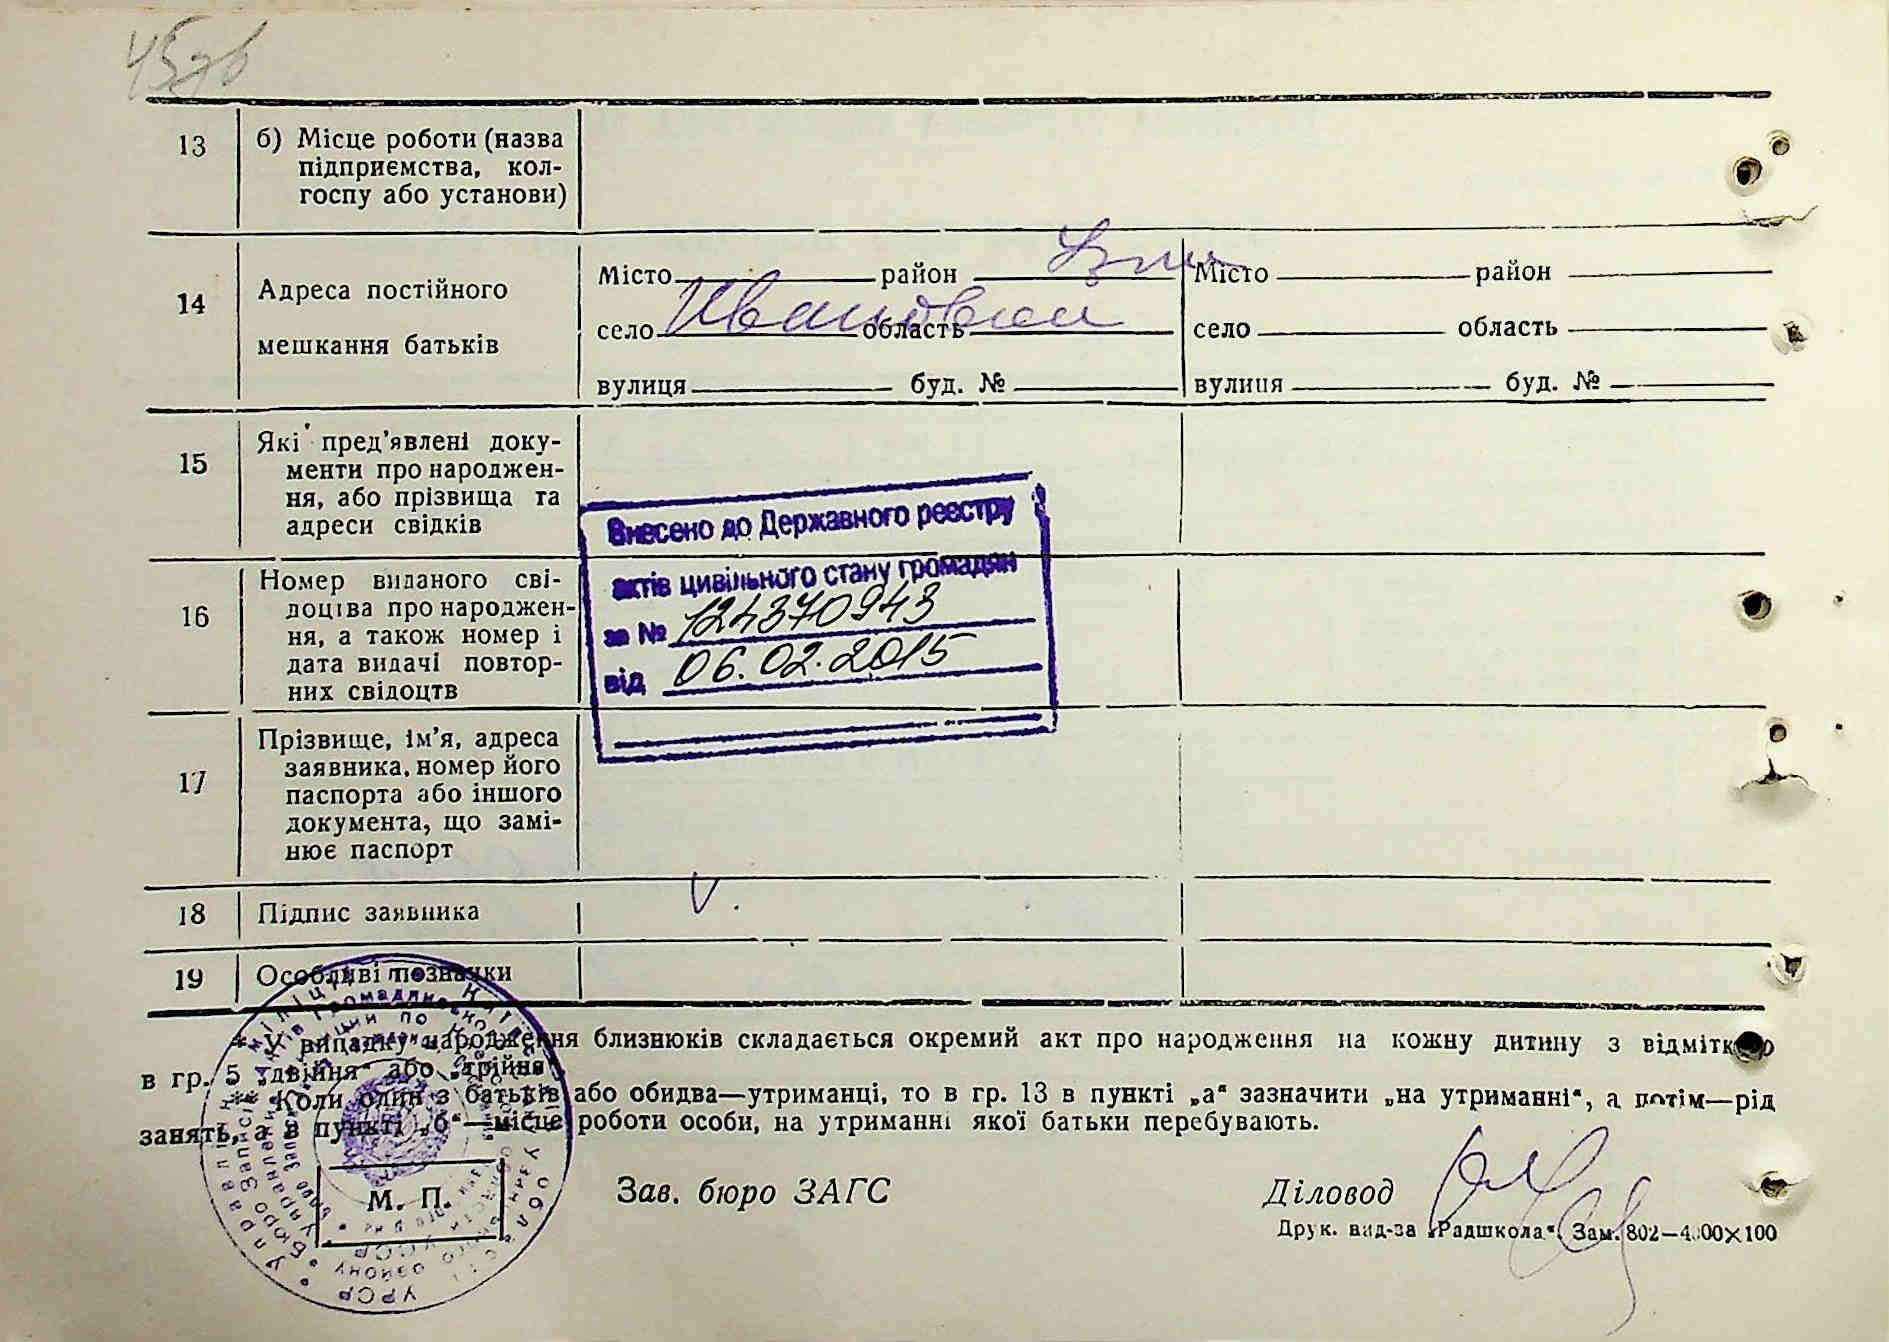 13
б) Місце роботи (назва
підприємства, кол-
госпу або установи)
14
Адреса постійного
мешкання батьків
Місто район
село Ивановка область
вулиця буд. №
Місто район
село область
вулиця буд. №
15
Які пред'явлені доку-
менти про народжен-
ня, або прізвища та
адреси свідків
16
Номер виданого сві-
доцтва про народжен-
ня, а також номер і
дата видачі повтор-
них свідоцтв
Внесено до Державного реєстру
актів цивільного стану громадян
за № 124370943
від 06.02.2015
17
Прізвище, ім'я, адреса
заявника, номер його
паспорта або іншого
документа, що замі-
нює паспорт
18
Підпис заявника
V.
19
Особливі позначки
* У випадку народження близнюків складається окремий акт про народження на кожну дитину з відміткою
в гр. 5 „двійня“ або „трійня“
** Коли один з батьків або обидва—утриманці, то в гр. 13 в пункті „а“ зазначити „на утриманні“, а потім—рід
занять, а в пункті „б“—місце роботи особи, на утриманні якої батьки перебувають.
М. П.
Зав. бюро ЗАГС
Діловод
Друк. вид-ва „Радшкола“. Зам. 802—4000×100